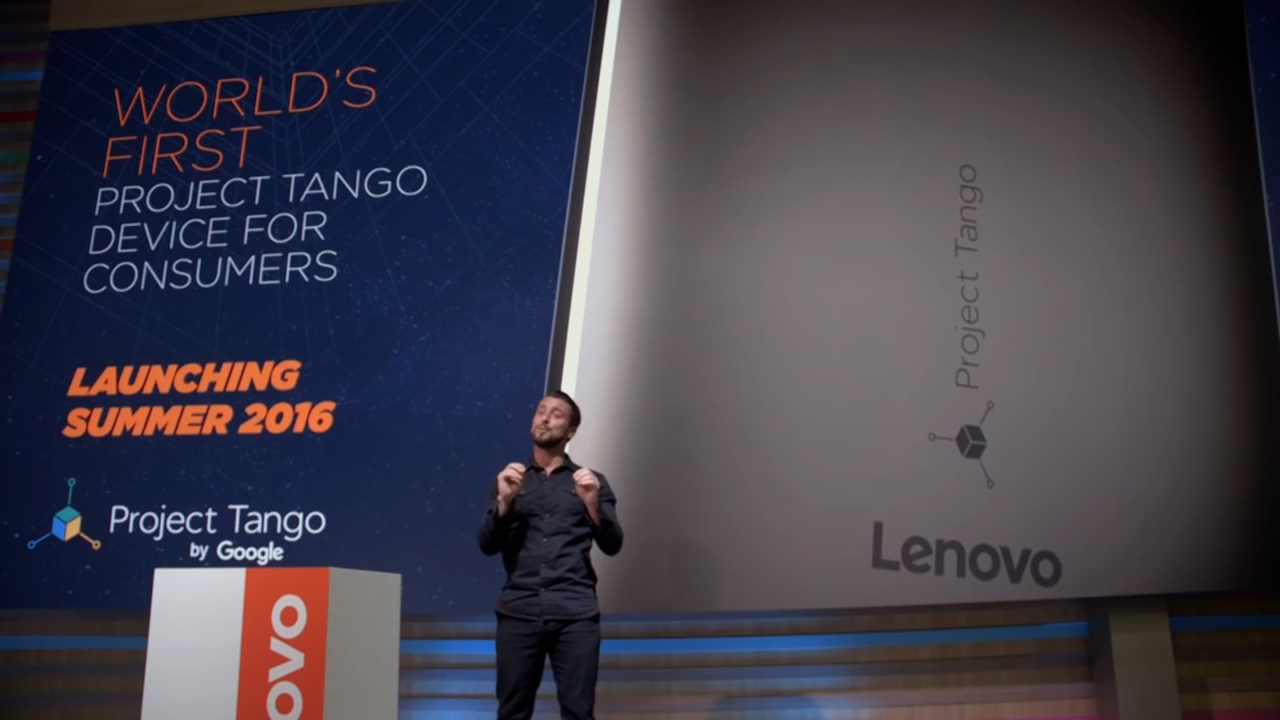 WORLD'S
FIRST
PROJECT TANGO
DEVICE FOR
CONSUMERS
LAUNCHING
SUMMER 2016
Project Tango
by Google
ovo
Project Tango
Lenovo